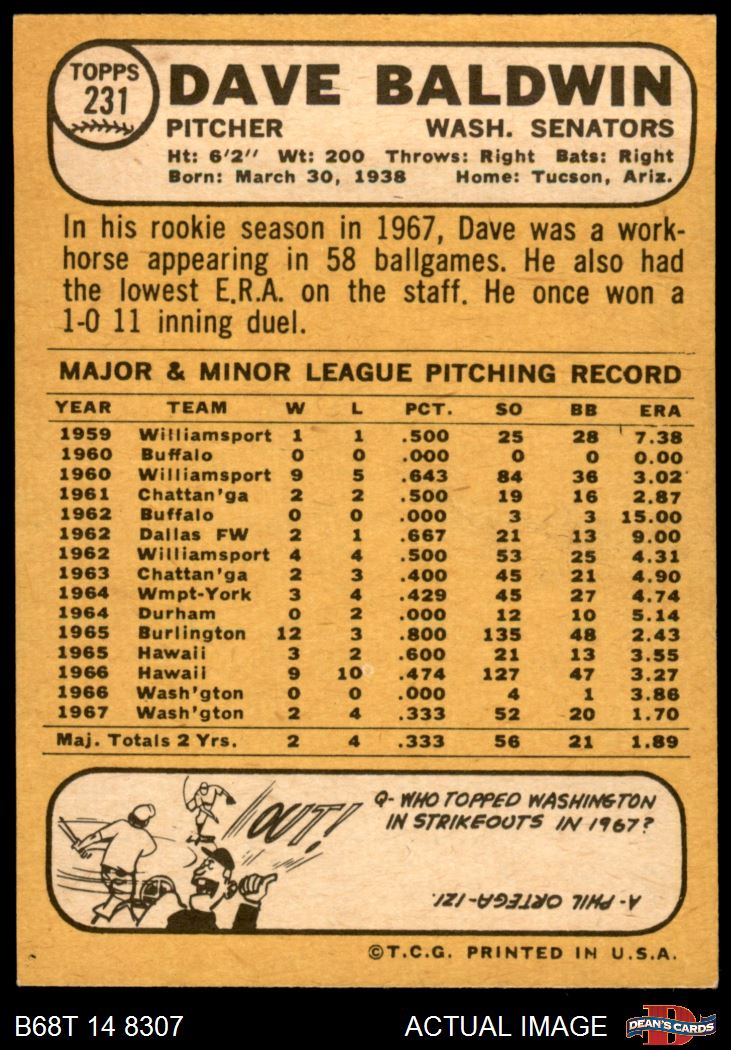 TOPPS
231
DAVE BALDWIN
PITCHER WASH. SENATORS
Ht: 6'2" Wt: 200 Throws: Right Bats: Right
Born: March 30, 1938 Home: Tucson, Ariz.
In his rookie season in 1967, Dave was a work-
horse appearing in 58 ballgames. He also had
the lowest E.R.A. on the staff. He once won a
1-0 11 inning duel.
MAJOR & MINOR LEAGUE PITCHING RECORD
YEAR TEAM W L PCT. SO BB ERA
1959 Williamsport 1 1 .500 25 28 7.38
1960 Buffalo 0 0 .000 0 0 0.00
1960 Williamsport 9 5 .643 84 36 3.02
1961 Chattan'ga 2 2 .500 19 16 2.87
1962 Buffalo 0 0 .000 3 3 15.00
1962 Dallas FW 2 1 .667 21 13 9.00
1962 Williamsport 4 4 .500 53 25 4.31
1963 Chattan'ga 2 3 .400 45 21 4.90
1964 Wmpt-York 3 4 .429 45 27 4.74
1964 Durham 0 2 .000 12 10 5.14
1965 Burlington 12 3 .800 135 48 2.43
1965 Hawaii 3 2 .600 21 13 3.55
1966 Hawaii 9 10 .474 127 47 3.27
1966 Wash'gton 0 0 .000 4 1 3.86
1967 Wash'gton 2 4 .333 52 20 1.70
Maj. Totals 2 Yrs. 2 4 .333 56 21 1.89
OUT!
Q- WHO TOPPED WASHINGTON
IN STRIKEOUTS IN 1967?
A- PHIL ORTEGA-121.
©T.C.G. PRINTED IN U.S.A.
B68T 14 8307 ACTUAL IMAGE
D
DEAN'S CARDS